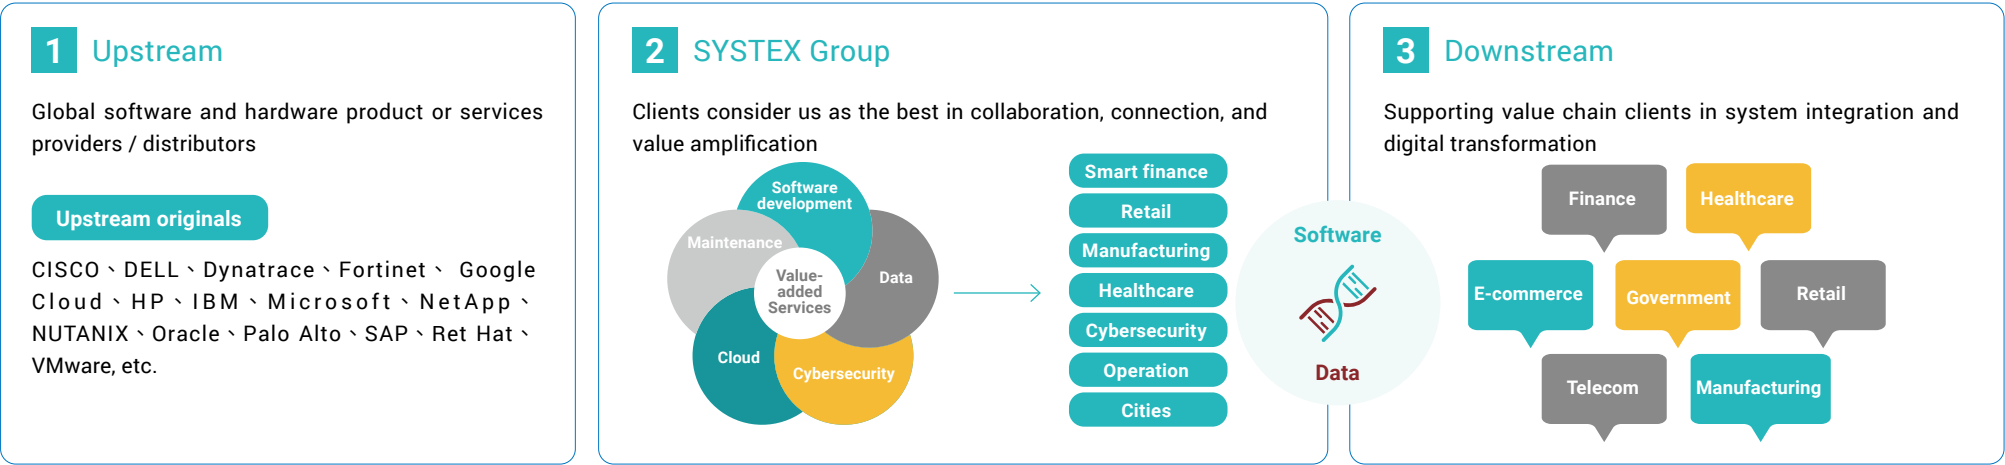 1 Upstream
Global software and hardware product or services
providers / distributors
Upstream originals
CISCO、DELL、Dynatrace、Fortinet、 Google
Cloud、HP、IBM、Microsoft、NetApp、
NUTANIX、Oracle、Palo Alto、SAP、Ret Hat、
VMware, etc.
2 SYSTEX Group
Clients consider us as the best in collaboration, connection, and
value amplification
Software
development
Maintenance
Data
Value-
added
Services
Cloud
Cybersecurity
Smart finance
Retail
Manufacturing
Healthcare
Cybersecurity
Operation
Cities
Software
Data
3 Downstream
Supporting value chain clients in system integration and
digital transformation
Finance
Healthcare
E-commerce
Government
Retail
Telecom
Manufacturing